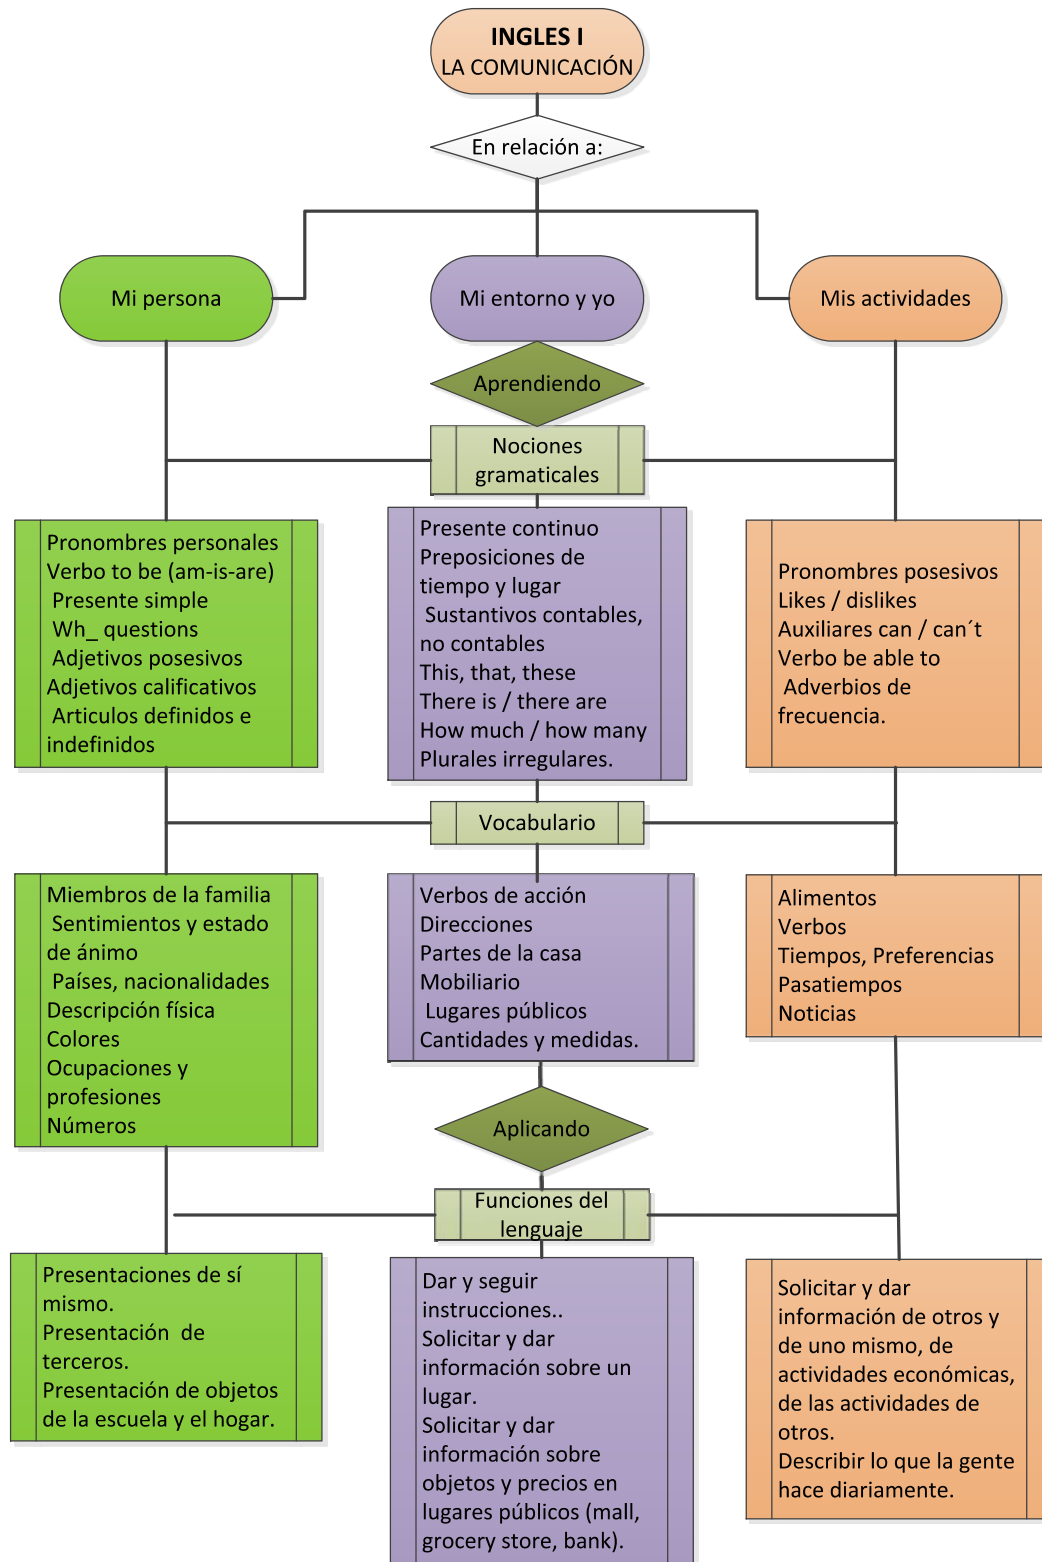 INGLES I
LA COMUNICACIÓN
En relación a:
Mi persona
Mi entorno y yo
Mis actividades
Aprendiendo
Nociones
gramaticales
Pronombres personales
Verbo to be (am-is-are)
Presente simple
Wh_ questions
Adjetivos posesivos
Adjetivos calificativos
Articulos definidos e
indefinidos
Presente continuo
Preposiciones de
tiempo y lugar
Sustantivos contables,
no contables
This, that, these
There is / there are
How much / how many
Plurales irregulares.
Pronombres posesivos
Likes / dislikes
Auxiliares can / can´t
Verbo be able to
Adverbios de
frecuencia.
Vocabulario
Miembros de la familia
Sentimientos y estado
de ánimo
Países, nacionalidades
Descripción física
Colores
Ocupaciones y
profesiones
Números
Verbos de acción
Direcciones
Partes de la casa
Mobiliario
Lugares públicos
Cantidades y medidas.
Alimentos
Verbos
Tiempos, Preferencias
Pasatiempos
Noticias
Aplicando
Funciones del
lenguaje
Presentaciones de sí
mismo.
Presentación  de
terceros.
Presentación de objetos
de la escuela y el hogar.
Dar y seguir
instrucciones..
Solicitar y dar
información sobre un
lugar.
Solicitar y dar
información sobre
objetos y precios en
lugares públicos (mall,
grocery store, bank).
Solicitar y dar
información de otros y
de uno mismo, de
actividades económicas,
de las actividades de
otros.
Describir lo que la gente
hace diariamente.